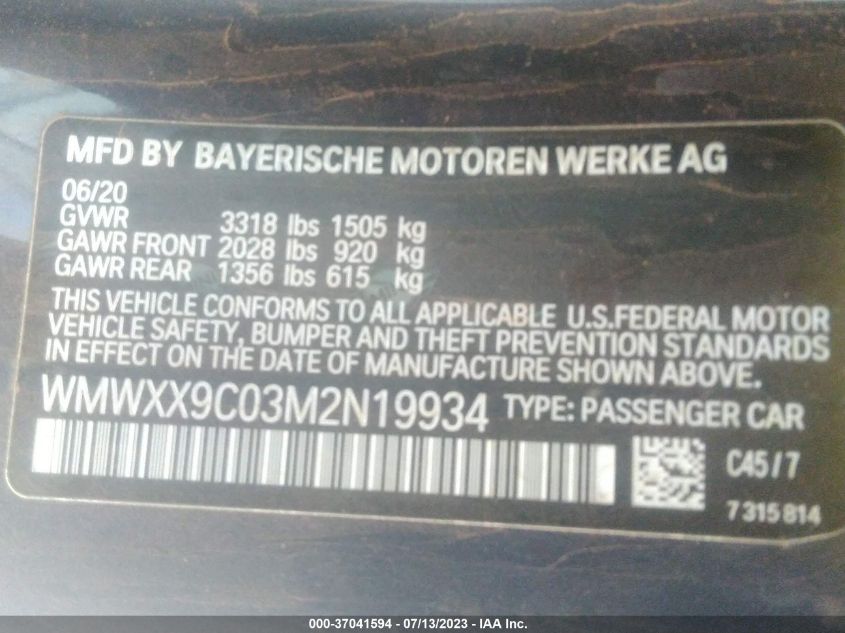 MFD BY BAYERISCHE MOTOREN WERKE AG
06/20
GVWR 3318 lbs 1505 kg
GAWR FRONT 2028 lbs 920 kg
GAWR REAR 1356 lbs 615 kg
THIS VEHICLE CONFORMS TO ALL APPLICABLE U.S.FEDERAL MOTOR
VEHICLE SAFETY, BUMPER AND THEFT PREVENTION STANDARDS
IN EFFECT ON THE DATE OF MANUFACTURE SHOWN ABOVE.
WMWXX9C03M2N19934 TYPE: PASSENGER CAR
C45/7
7315814
000-37041594 - 07/13/2023 - IAA Inc.